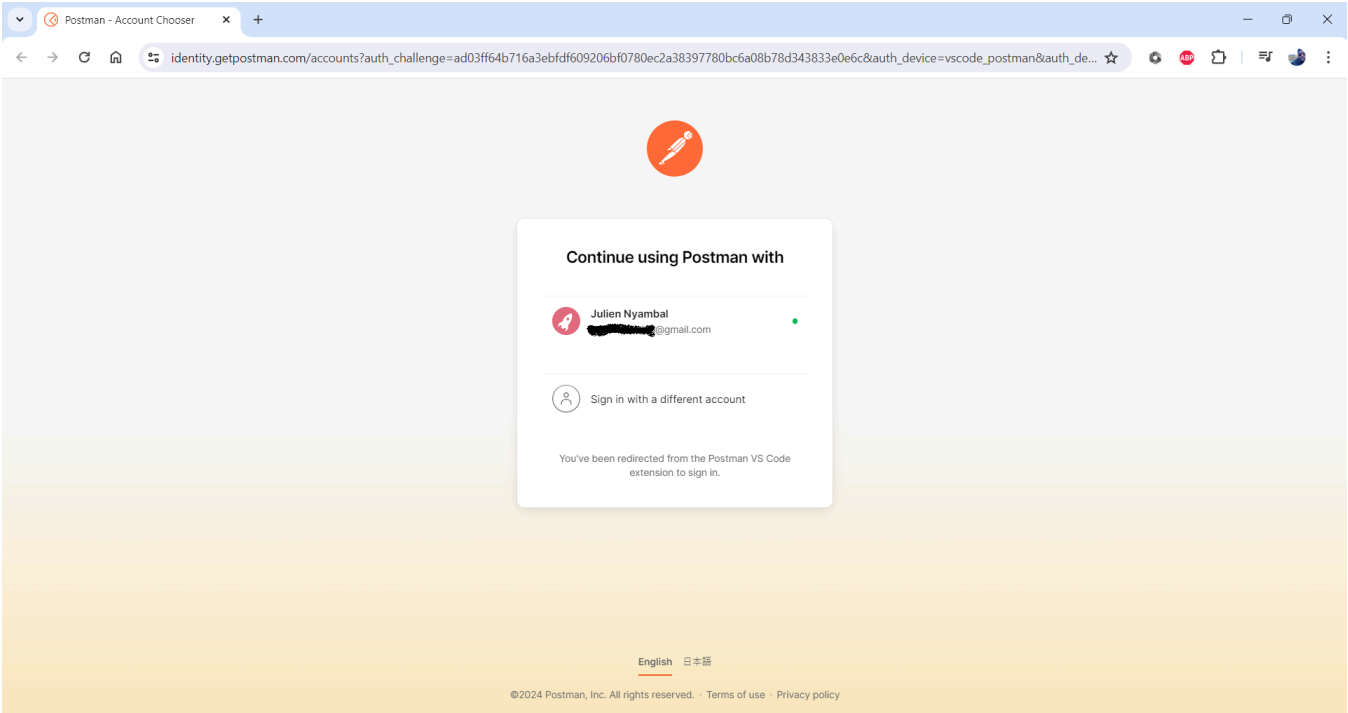 Postman - Account Chooser
identity.getpostman.com/accounts?auth_challenge=ad03ff64b716a3ebfdf609206bf0780ec2a38397780bc6a08b78d343833e0e6c&auth_device=vscode_postman&auth_de...
ABP
Continue using Postman with
Julien Nyambal
@gmail.com
Sign in with a different account
You've been redirected from the Postman VS Code
extension to sign in.
English 日本語
©2024 Postman, Inc. All rights reserved. · Terms of use · Privacy policy